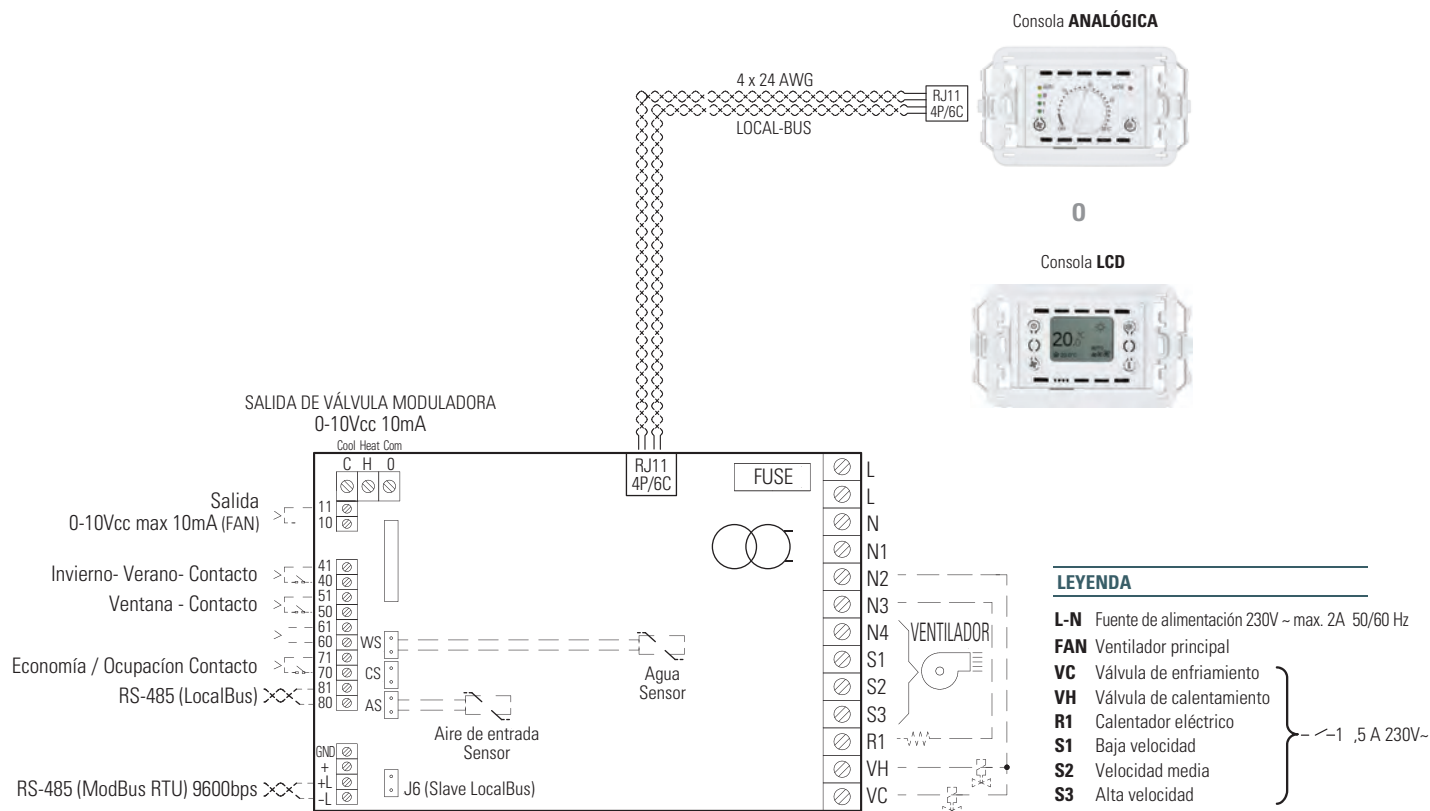 Consola ANALÓGICA
4 x 24 AWG
LOCAL-BUS
RJ11
4P/6C
O
Consola LCD
20
SALIDA DE VÁLVULA MODULADORA
0-10Vcc 10mA
Cool Heat Com
C H 0
RJ11
4P/6C
FUSE
Salida
0-10Vcc max 10mA (FAN)
11
10
Invierno- Verano- Contacto
41
40
Ventana - Contacto
51
50
61
60
Economía / Ocupacíon Contacto
71
70
RS-485 (LocalBus)
81
80
WS
CS
AS
Agua
Sensor
Aire de entrada
Sensor
GND
+
+L
-L
RS-485 (ModBus RTU) 9600bps
J6 (Slave LocalBus)
L
L
N
N1
N2
N3
N4
S1
S2
S3
R1
VH
VC
VENTILADOR
LEYENDA
L-N Fuente de alimentación 230V ~ max. 2A 50/60 Hz
FAN Ventilador principal
VC Válvula de enfriamiento
VH Válvula de calentamiento
R1 Calentador eléctrico
S1 Baja velocidad
S2 Velocidad media
S3 Alta velocidad
1 ,5 A 230V~